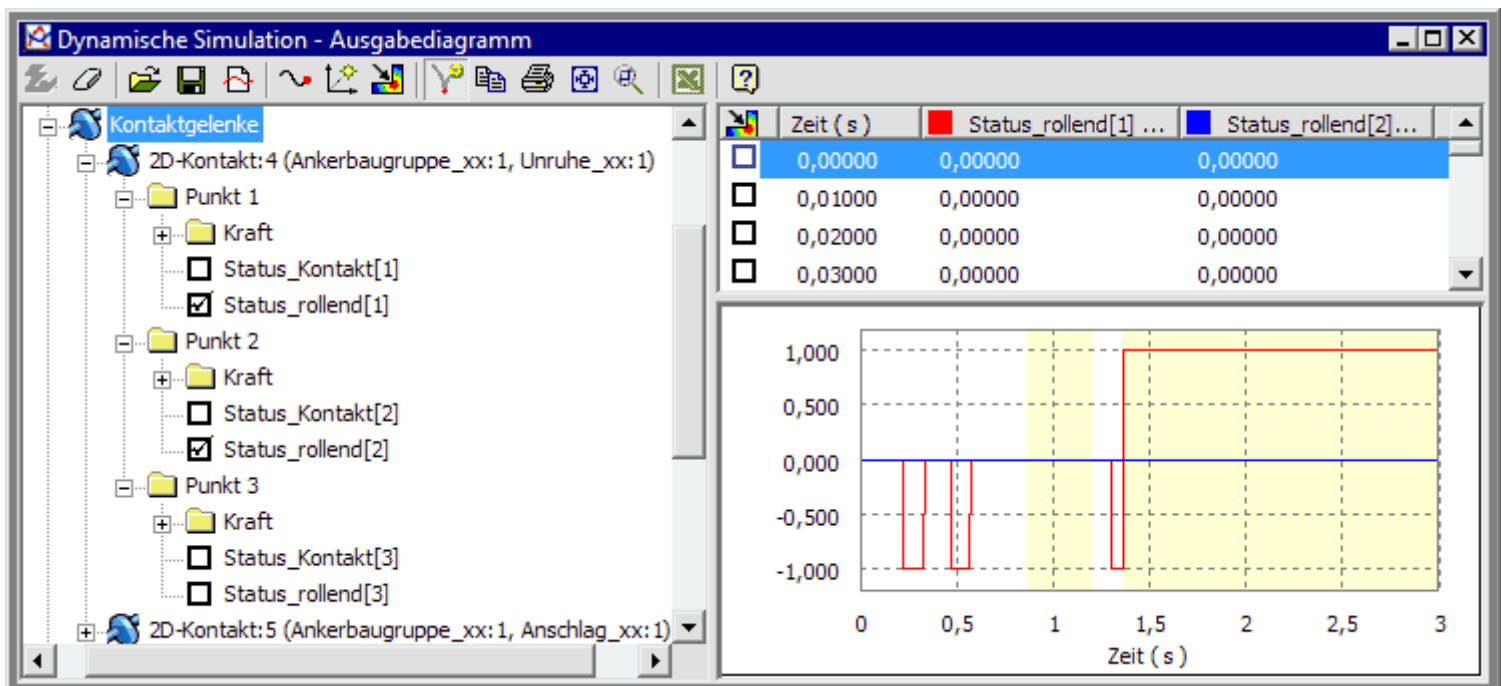 Dynamische Simulation - Ausgabediagramm
Kontaktgelenke
2D-Kontakt:4 (Ankerbaugruppe_xx:1, Unruhe_xx:1)
Punkt 1
Kraft
Status_Kontakt[1]
Status_rollend[1]
Punkt 2
Kraft
Status_Kontakt[2]
Status_rollend[2]
Punkt 3
Kraft
Status_Kontakt[3]
Status_rollend[3]
2D-Kontakt:5 (Ankerbaugruppe_xx:1, Anschlag_xx:1)
Zeit ( s ) Status_rollend[1] ... Status_rollend[2]...
0,00000 0,00000 0,00000
0,01000 0,00000 0,00000
0,02000 0,00000 0,00000
0,03000 0,00000 0,00000
1,000
0,500
0,000
-0,500
-1,000
0 0,5 1 1,5 2 2,5 3
Zeit ( s )